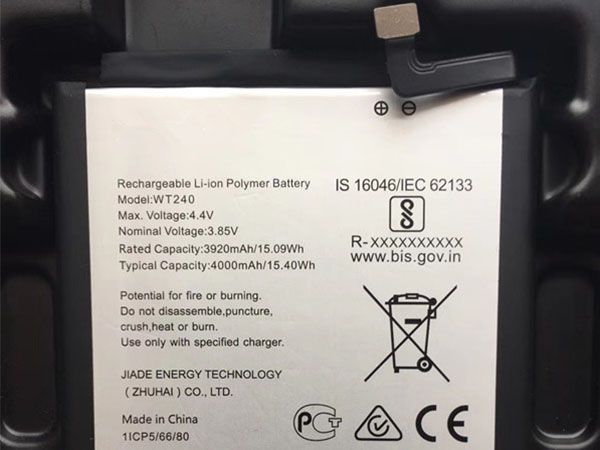 ⊕ ⊖
Rechargeable Li-ion Polymer Battery
Model:WT240
Max. Voltage:4.4V
Nominal Voltage:3.85V
Rated Capacity:3920mAh/15.09Wh
Typical Capacity:4000mAh/15.40Wh
IS 16046/IEC 62133
R-XXXXXXXXXX
www.bis.gov.in
Potential for fire or burning.
Do not disassemble,puncture,
crush,heat or burn.
Use only with specified charger.
JIADE ENERGY TECHNOLOGY
( ZHUHAI ) CO., LTD.
Made in China
1ICP5/66/80
PCT
CE